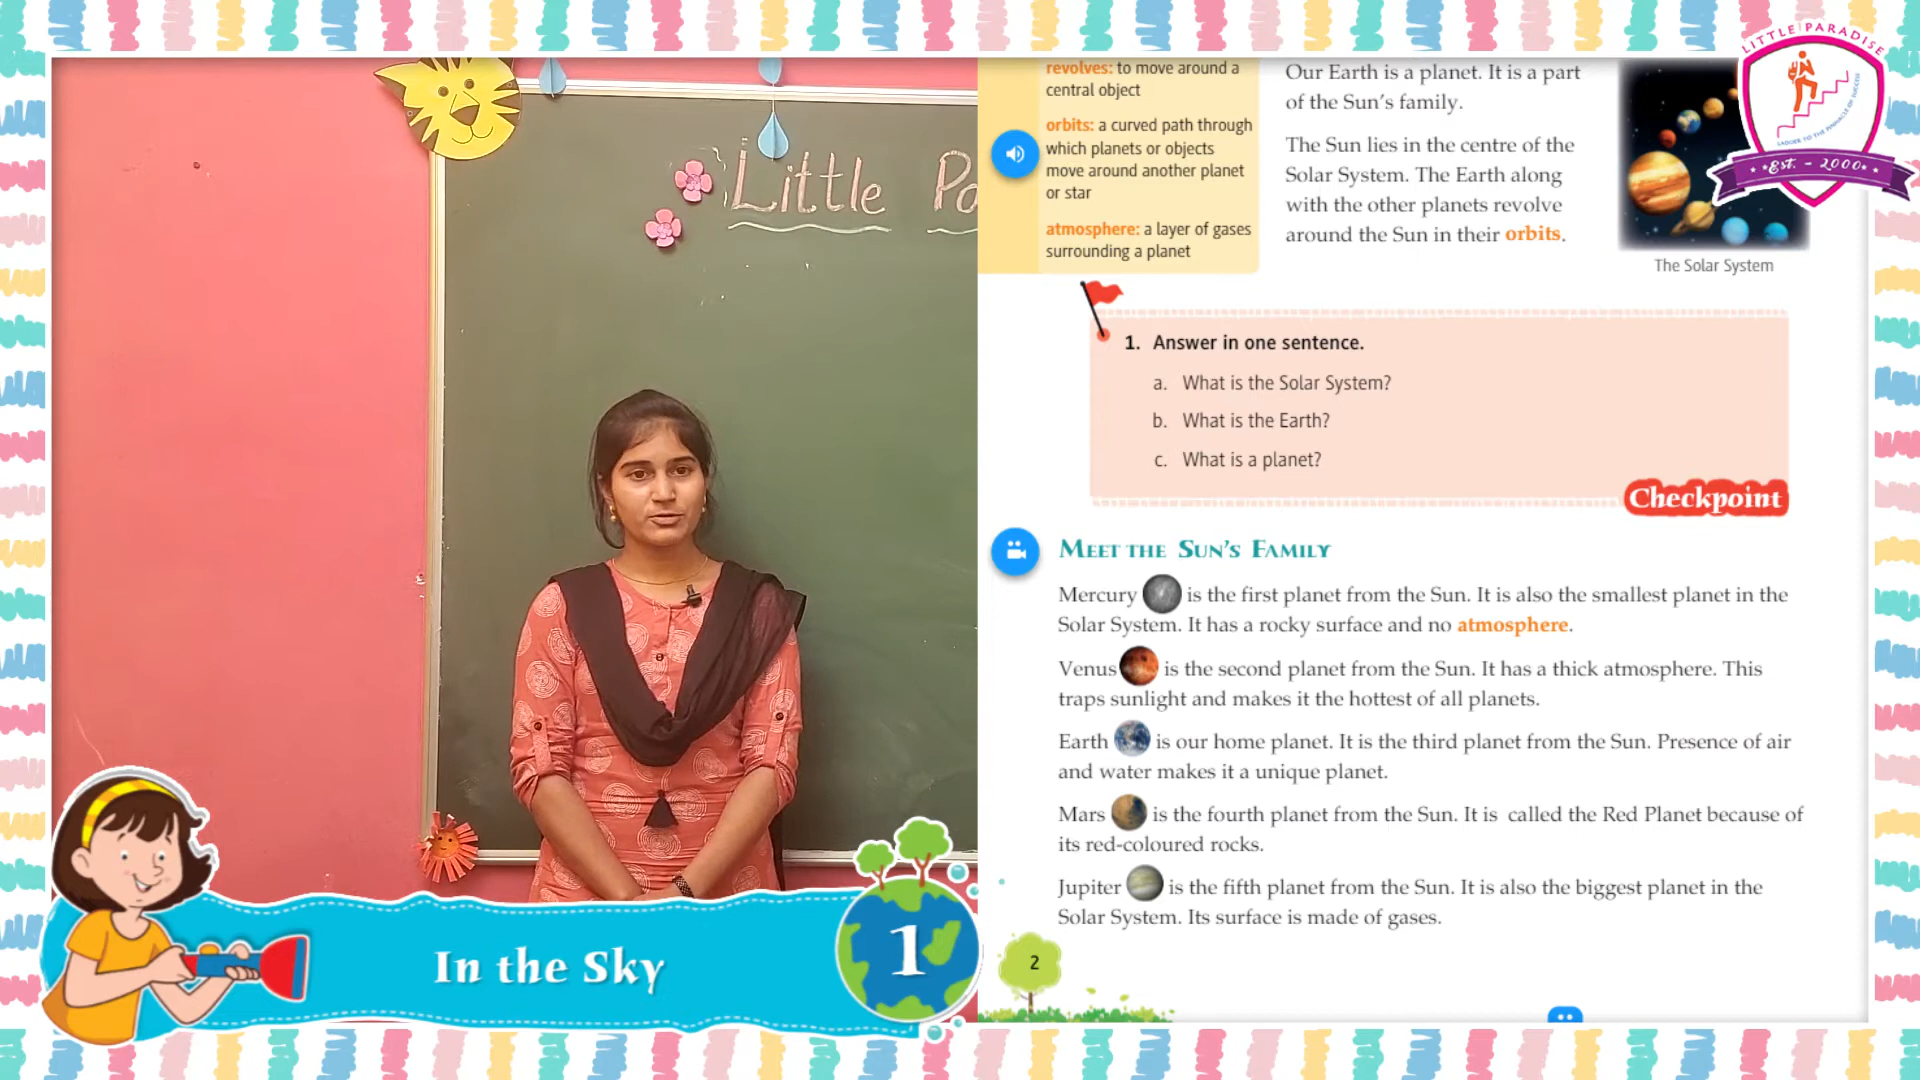 Little Pa
In the Sky
1
revolves: to move around a
central object
orbits: a curved path through
which planets or objects
move around another planet
or star
atmosphere: a layer of gases
surrounding a planet
Our Earth is a planet. It is a part
of the Sun's family.
The Sun lies in the centre of the
Solar System. The Earth along
with the other planets revolve
around the Sun in their orbits.
The Solar System
LITTLE PARADISE
LADDER TO THE PINNACLE OF SUCCESS
Est. - 2000
1. Answer in one sentence.
a. What is the Solar System?
b. What is the Earth?
c. What is a planet?
Checkpoint
MEET THE SUN'S FAMILY
Mercury is the first planet from the Sun. It is also the smallest planet in the
Solar System. It has a rocky surface and no atmosphere.
Venus is the second planet from the Sun. It has a thick atmosphere. This
traps sunlight and makes it the hottest of all planets.
Earth is our home planet. It is the third planet from the Sun. Presence of air
and water makes it a unique planet.
Mars is the fourth planet from the Sun. It is called the Red Planet because of
its red-coloured rocks.
Jupiter is the fifth planet from the Sun. It is also the biggest planet in the
Solar System. Its surface is made of gases.
2